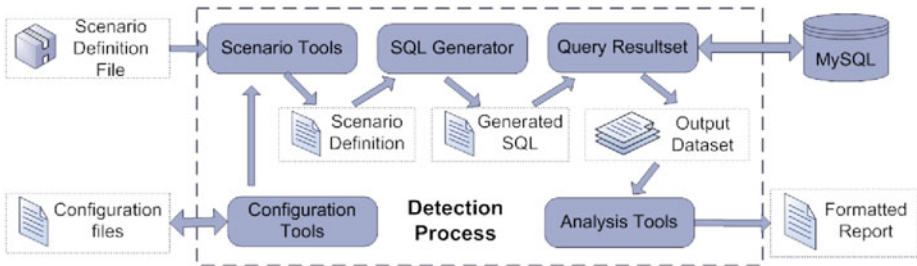 Scenario
Definition
File
Scenario Tools
SQL Generator
Query Resultset
MySQL
Scenario
Definition
Generated
SQL
Output
Dataset
Configuration
files
Configuration
Tools
Detection
Process
Analysis Tools
Formatted
Report